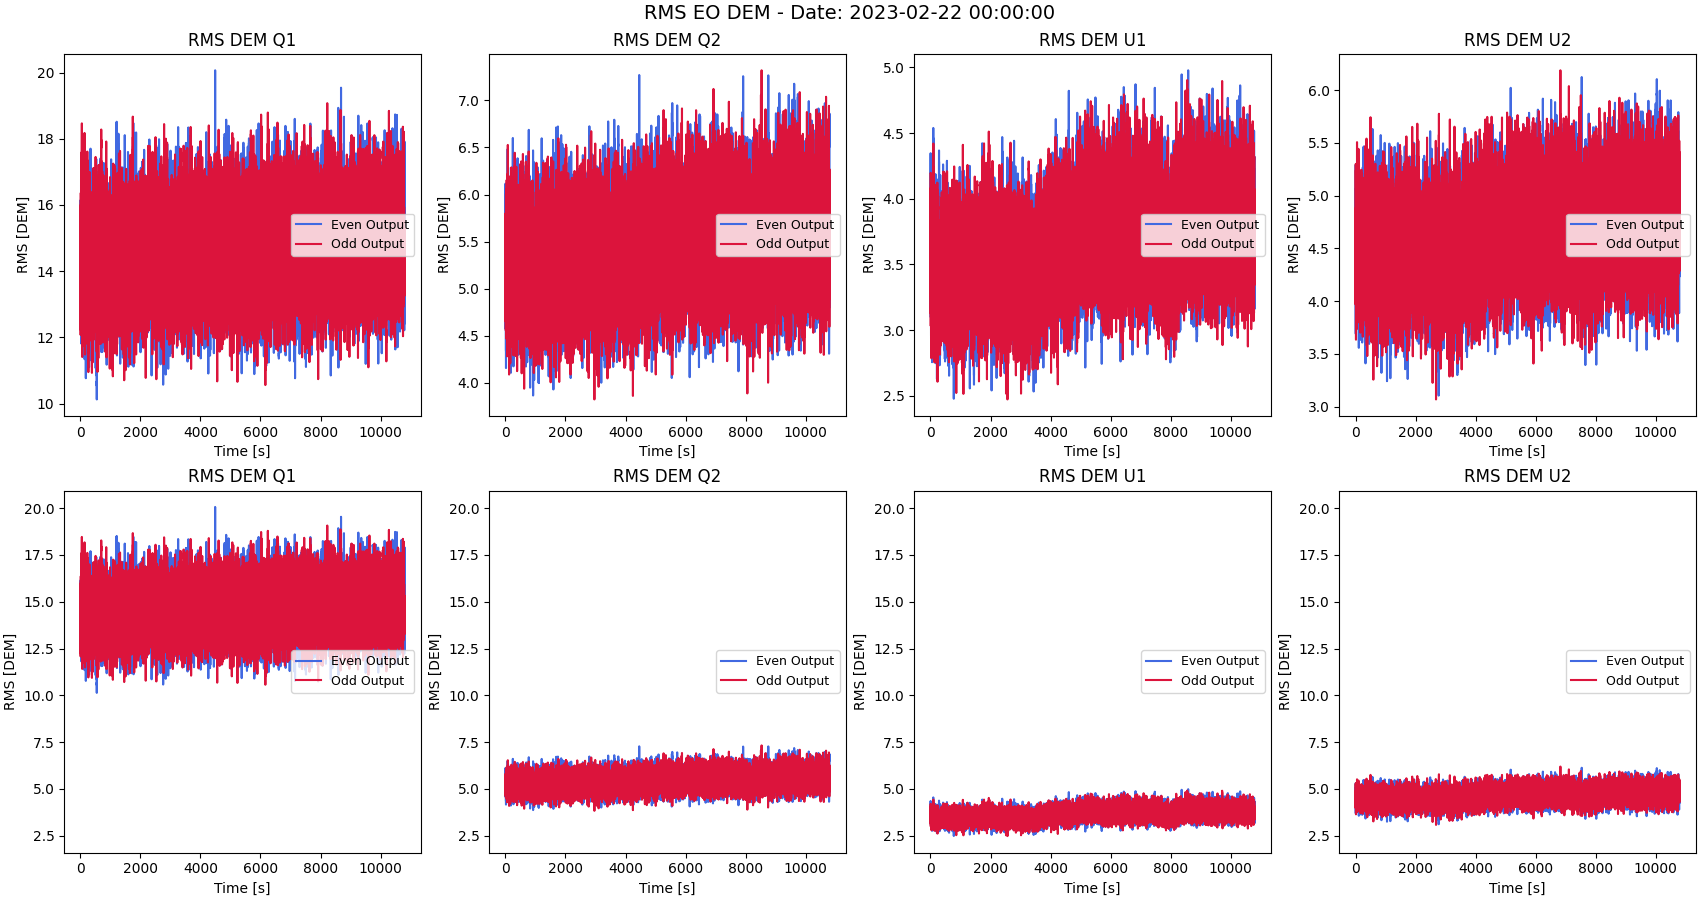 RMS EO DEM - Date: 2023-02-22 00:00:00
RMS DEM Q1
RMS [DEM]
20
18
16
14
12
10
Even Output
Odd Output
0 2000 4000 6000 8000 10000
Time [s]
RMS DEM Q2
RMS [DEM]
7.0
6.5
6.0
5.5
5.0
4.5
4.0
Even Output
Odd Output
0 2000 4000 6000 8000 10000
Time [s]
RMS DEM U1
RMS [DEM]
5.0
4.5
4.0
3.5
3.0
2.5
Even Output
Odd Output
0 2000 4000 6000 8000 10000
Time [s]
RMS DEM U2
RMS [DEM]
6.0
5.5
5.0
4.5
4.0
3.5
3.0
Even Output
Odd Output
0 2000 4000 6000 8000 10000
Time [s]
RMS DEM Q1
RMS [DEM]
20.0
17.5
15.0
12.5
10.0
7.5
5.0
2.5
Even Output
Odd Output
0 2000 4000 6000 8000 10000
Time [s]
RMS DEM Q2
RMS [DEM]
20.0
17.5
15.0
12.5
10.0
7.5
5.0
2.5
Even Output
Odd Output
0 2000 4000 6000 8000 10000
Time [s]
RMS DEM U1
RMS [DEM]
20.0
17.5
15.0
12.5
10.0
7.5
5.0
2.5
Even Output
Odd Output
0 2000 4000 6000 8000 10000
Time [s]
RMS DEM U2
RMS [DEM]
20.0
17.5
15.0
12.5
10.0
7.5
5.0
2.5
Even Output
Odd Output
0 2000 4000 6000 8000 10000
Time [s]